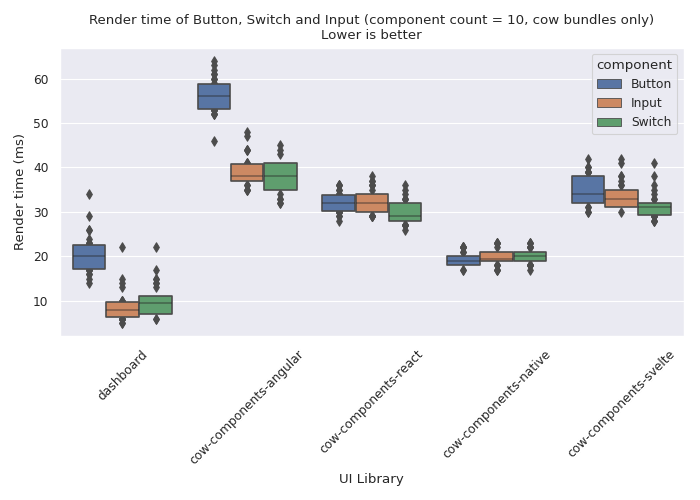 Render time of Button, Switch and Input (component count = 10, cow bundles only)
Lower is better
component
Button
Input
Switch
60
50
40
30
20
10
Render time (ms)
dashboard
cow-components-angular
cow-components-react
cow-components-native
cow-components-svelte
UI Library